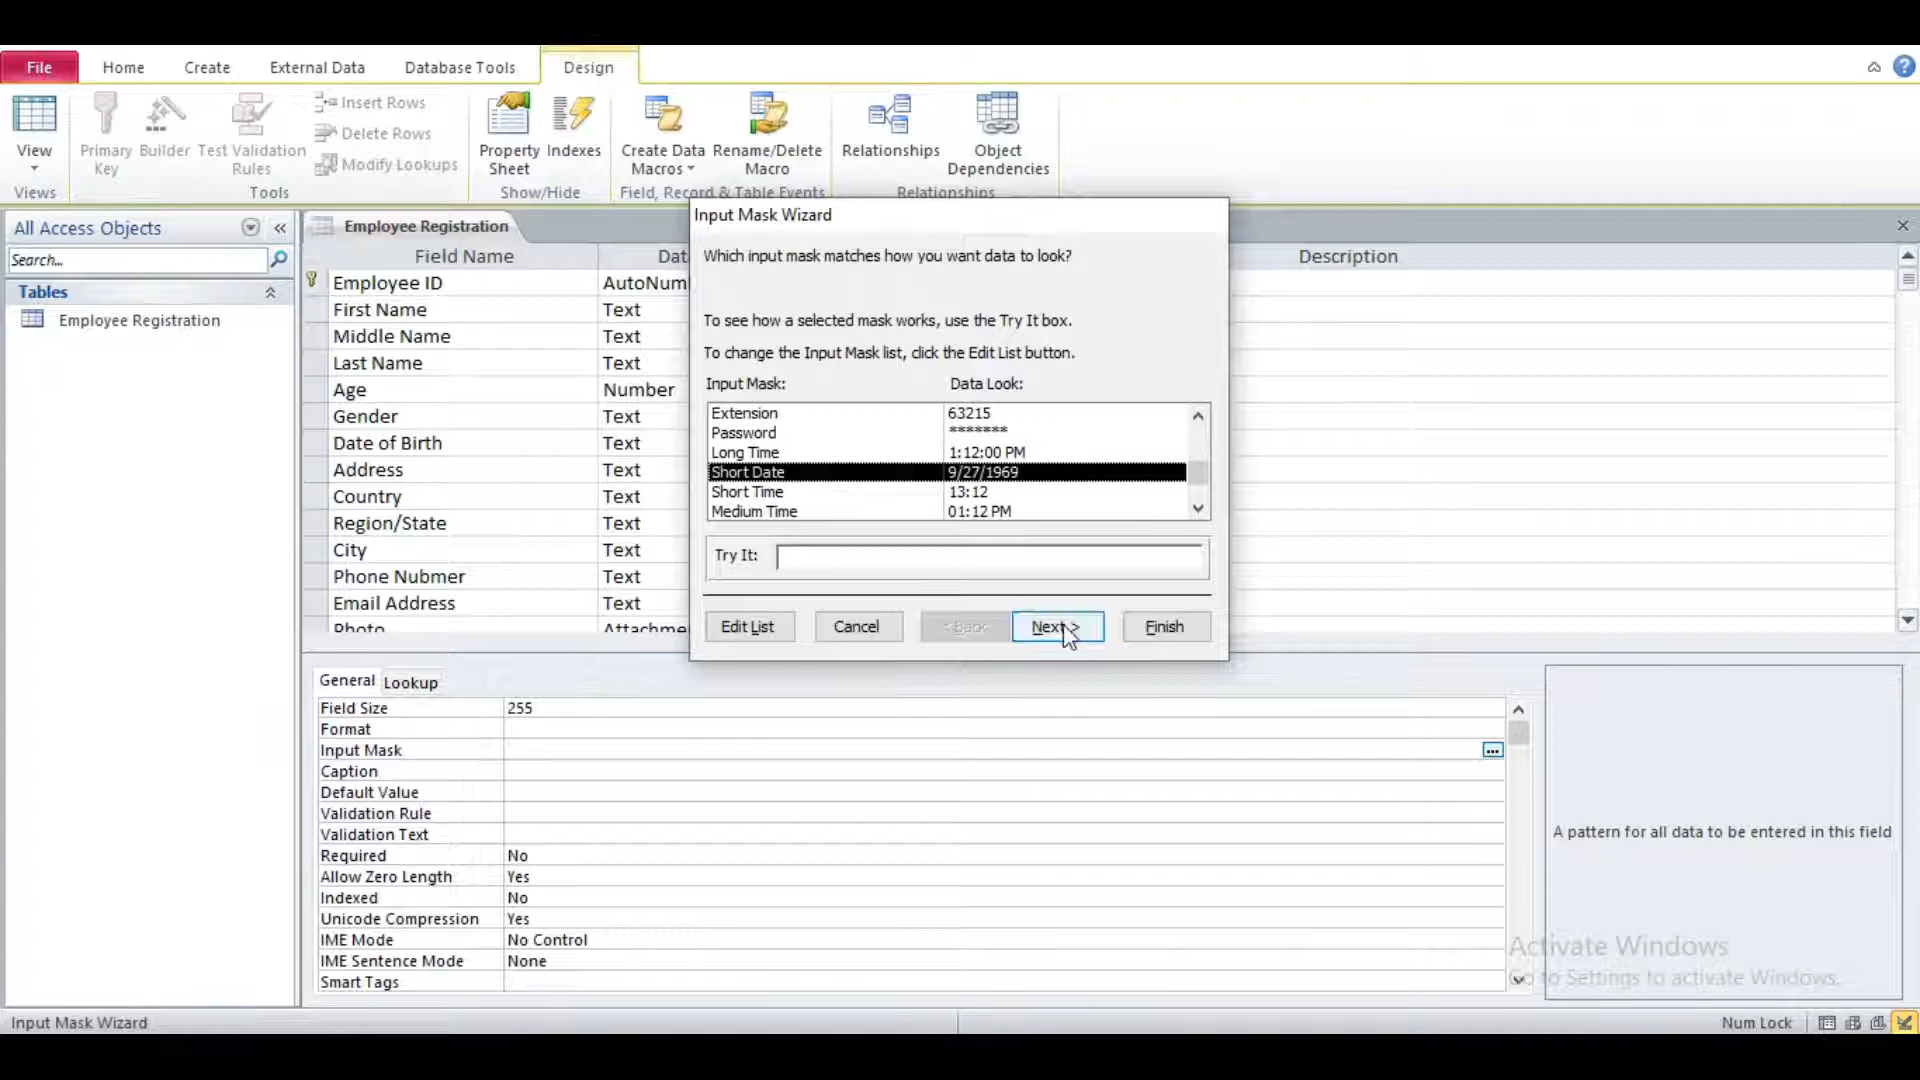 File Home Create External Data Database Tools Design
View
Views
Primary Key
Builder
Test Validation Rules
Insert Rows
Delete Rows
Modify Lookups
Tools
Property Sheet
Indexes
Show/Hide
Create Data Macros
Rename/Delete Macro
Field, Record & Table Events
Relationships
Object Dependencies
Relationships
All Access Objects
Search...
Tables
Employee Registration
Employee Registration
Field Name Description
Employee ID AutoNum
First Name Text
Middle Name Text
Last Name Text
Age Number
Gender Text
Date of Birth Text
Address Text
Country Text
Region/State Text
City Text
Phone Nubmer Text
Email Address Text
Photo Attachme
Input Mask Wizard
Which input mask matches how you want data to look?
To see how a selected mask works, use the Try It box.
To change the Input Mask list, click the Edit List button.
Input Mask: Data Look:
Extension 63215
Password *******
Long Time 1:12:00 PM
Short Date 9/27/1969
Short Time 13:12
Medium Time 01:12 PM
Try It:
Edit List Cancel < Back Next > Finish
General Lookup
Field Size 255
Format
Input Mask
Caption
Default Value
Validation Rule
Validation Text
Required No
Allow Zero Length Yes
Indexed No
Unicode Compression Yes
IME Mode No Control
IME Sentence Mode None
Smart Tags
A pattern for all data to be entered in this field
Activate Windows
Go to Settings to activate Windows.
Input Mask Wizard Num Lock